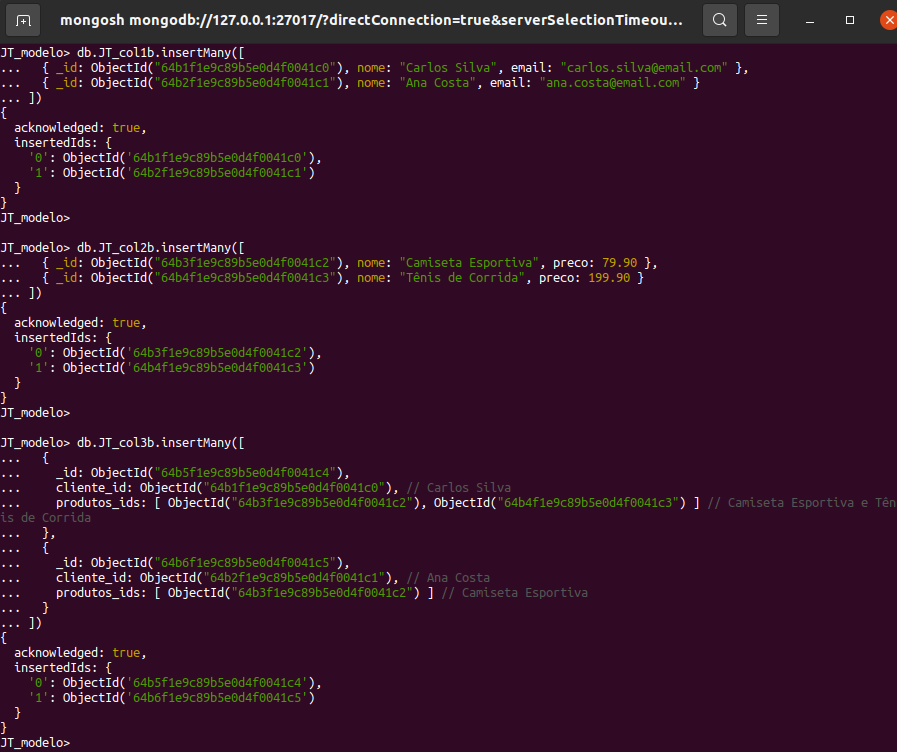 mongosh mongodb://127.0.0.1:27017/?directConnection=true&serverSelectionTimeou...
JT_modelo> db.JT_col1b.insertMany([
...   { _id: ObjectId("64b1f1e9c89b5e0d4f0041c0"), nome: "Carlos Silva", email: "carlos.silva@email.com" },
...   { _id: ObjectId("64b2f1e9c89b5e0d4f0041c1"), nome: "Ana Costa", email: "ana.costa@email.com" }
... ])
{
  acknowledged: true,
  insertedIds: {
    '0': ObjectId('64b1f1e9c89b5e0d4f0041c0'),
    '1': ObjectId('64b2f1e9c89b5e0d4f0041c1')
  }
}
JT_modelo>
JT_modelo> db.JT_col2b.insertMany([
...   { _id: ObjectId("64b3f1e9c89b5e0d4f0041c2"), nome: "Camiseta Esportiva", preco: 79.90 },
...   { _id: ObjectId("64b4f1e9c89b5e0d4f0041c3"), nome: "Tênis de Corrida", preco: 199.90 }
... ])
{
  acknowledged: true,
  insertedIds: {
    '0': ObjectId('64b3f1e9c89b5e0d4f0041c2'),
    '1': ObjectId('64b4f1e9c89b5e0d4f0041c3')
  }
}
JT_modelo>
JT_modelo> db.JT_col3b.insertMany([
...   {
...     _id: ObjectId("64b5f1e9c89b5e0d4f0041c4"),
...     cliente_id: ObjectId("64b1f1e9c89b5e0d4f0041c0"), // Carlos Silva
...     produtos_ids: [ ObjectId("64b3f1e9c89b5e0d4f0041c2"), ObjectId("64b4f1e9c89b5e0d4f0041c3") ] // Camiseta Esportiva e Tên
is de Corrida
...   },
...   {
...     _id: ObjectId("64b6f1e9c89b5e0d4f0041c5"),
...     cliente_id: ObjectId("64b2f1e9c89b5e0d4f0041c1"), // Ana Costa
...     produtos_ids: [ ObjectId("64b3f1e9c89b5e0d4f0041c2") ] // Camiseta Esportiva
...   }
... ])
{
  acknowledged: true,
  insertedIds: {
    '0': ObjectId('64b5f1e9c89b5e0d4f0041c4'),
    '1': ObjectId('64b6f1e9c89b5e0d4f0041c5')
  }
}
JT_modelo>